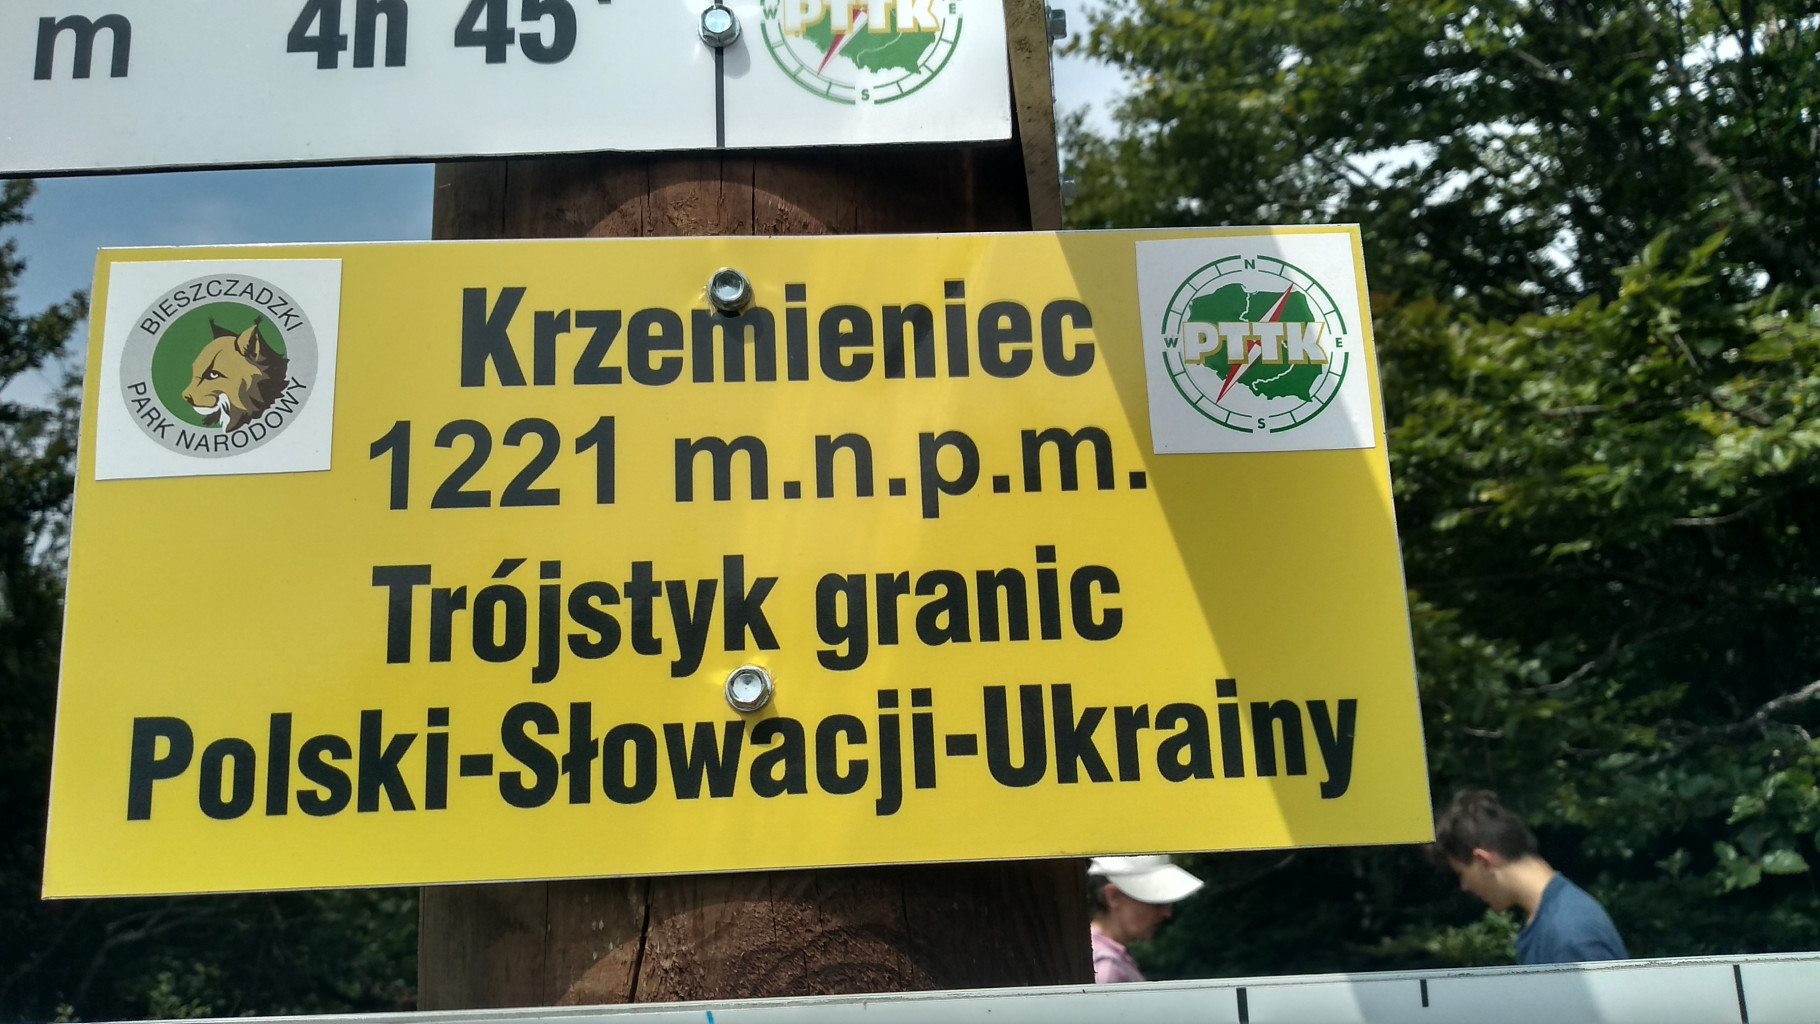 m 4h 45'
W PTTK E
S
BIESZCZADZKI
PARK NARODOWY
Krzemieniec
1221 m.n.p.m.
Trójstyk granic
Polski-Słowacji-Ukrainy
N
W PTTK E
S